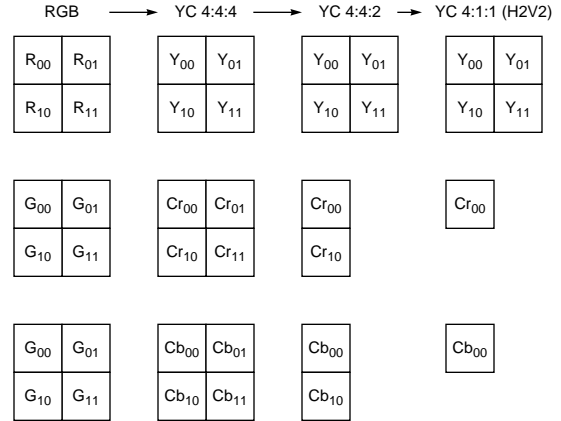 RGB → YC 4:4:4 → YC 4:4:2 → YC 4:1:1 (H2V2)
R00 R01 Y00 Y01 Y00 Y01 Y00 Y01
R10 R11 Y10 Y11 Y10 Y11 Y10 Y11
G00 G01 Cr00 Cr01 Cr00 Cr00
G10 G11 Cr10 Cr11 Cr10
G00 G01 Cb00 Cb01 Cb00 Cb00
G10 G11 Cb10 Cb11 Cb10